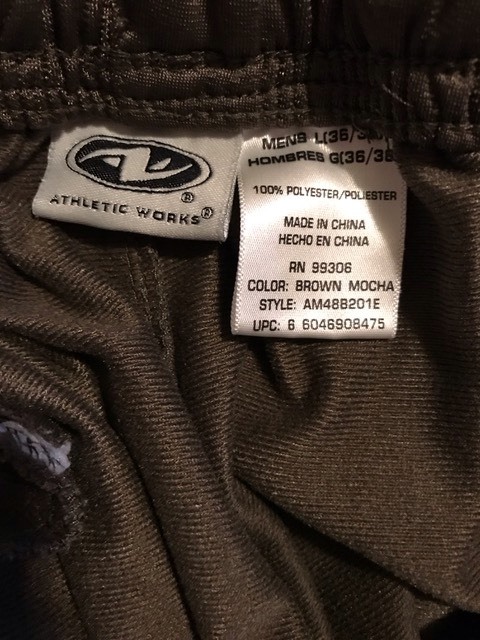 ATHLETIC WORKS®
®
MENS L(36/38)
HOMBRES G(36/38
100% POLYESTER/POLIESTER
MADE IN CHINA
HECHO EN CHINA
RN 99306
COLOR: BROWN MOCHA
STYLE: AM48B201E
UPC: 6 6046908475